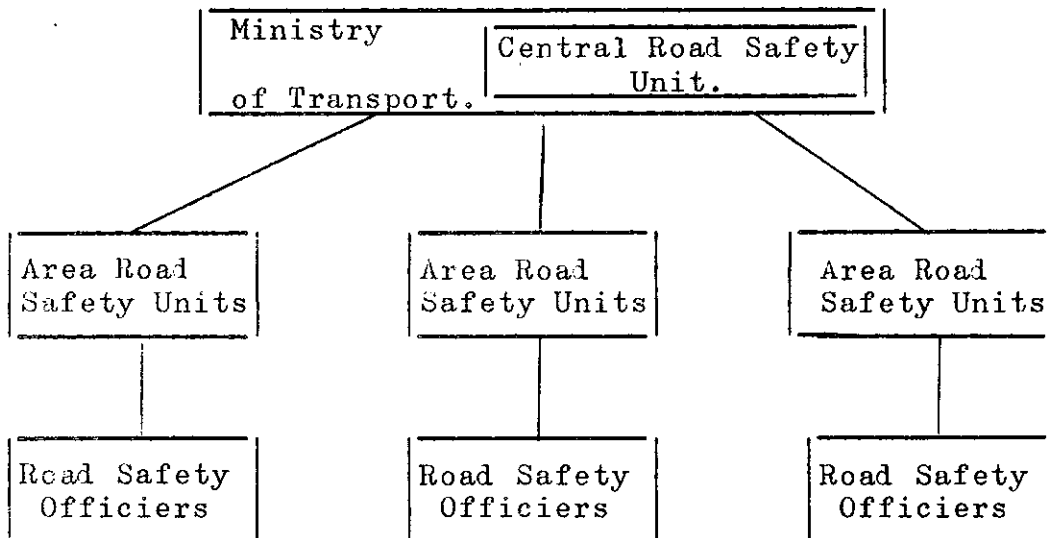 Ministry
of Transport.
Central Road Safety
Unit.
Area Road
Safety Units
Area Road
Safety Units
Area Road
Safety Units
Road Safety
Officiers
Road Safety
Officiers
Road Safety
Officiers